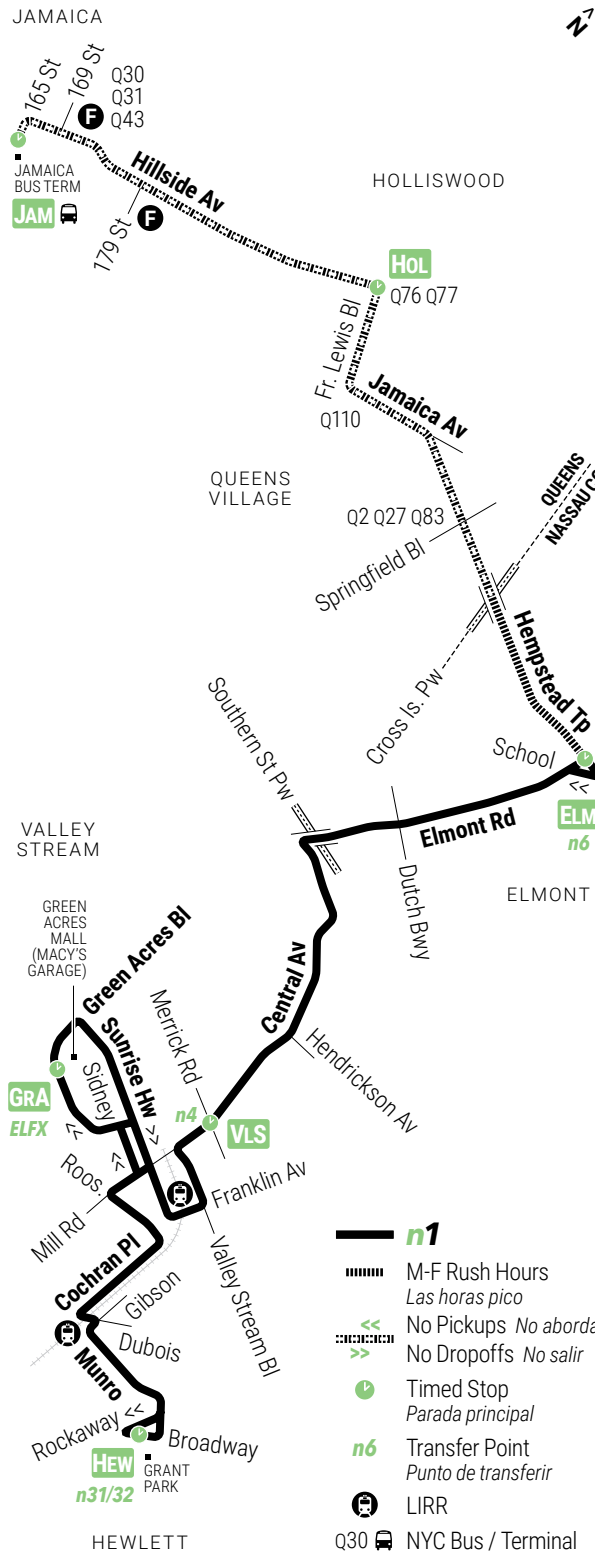 JAMAICA
N
165 St
169 St
F
Q30
Q31
Q43
JAMAICA
BUS TERM
JAM
Hillside Av
179 St
F
HOLLISWOOD
HOL
Q76 Q77
Fr. Lewis Bl
Jamaica Av
Q110
QUEENS
VILLAGE
QUEENS
NASSAU
Q2 Q27 Q83
Springfield Bl
Hempstead Tp
Cross Is. Pw
Southern St Pw
School
<<
ELM
n6
Elmont Rd
Dutch Bwy
ELMONT
VALLEY
STREAM
GREEN
ACRES
MALL
(MACY'S
GARAGE)
Green Acres Bl
Sunrise Hw
Central Av
Merrick Rd
Hendrickson Av
GRA
ELFX
Sidney
<<
<<
>>
n4
VLS
Roos.
Franklin Av
Mill Rd
Valley Stream Bl
Cochran Pl
Gibson
Dubois
Munro
Rockaway <<
Broadway
HEW
n31/32
GRANT
PARK
HEWLETT
n1
M-F Rush Hours
Las horas pico
<< No Pickups No aborda
>> No Dropoffs No salir
Timed Stop
Parada principal
n6 Transfer Point
Punto de transferir
LIRR
Q30 NYC Bus / Terminal